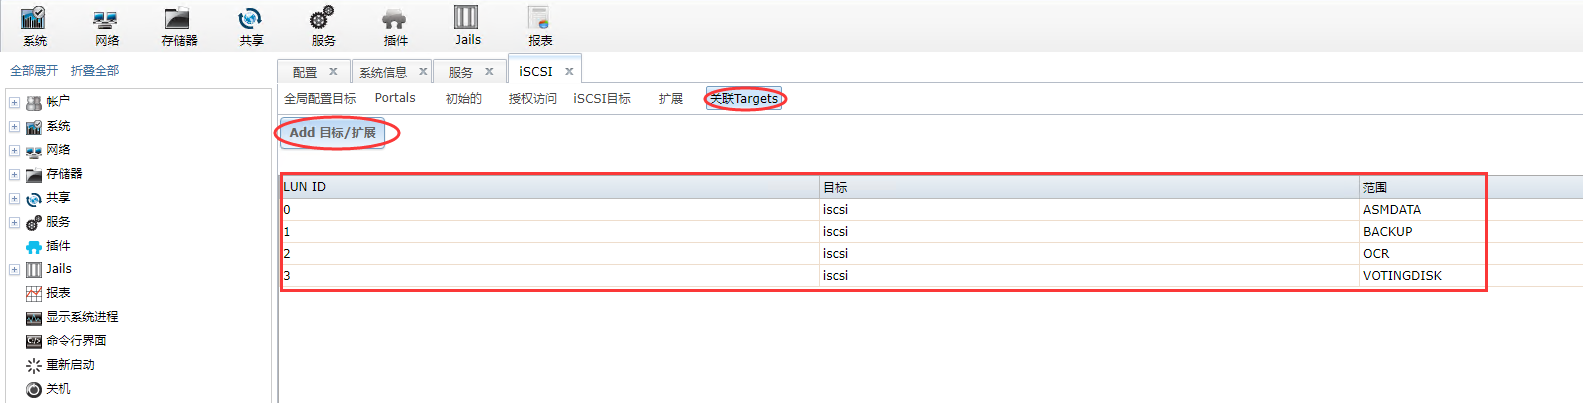 系统 网络 存储器 共享 服务 插件 Jails 报表
全部展开 折叠全部
配置 x 系统信息 x 服务 x iSCSI x
全局配置目标 Portals 初始的 授权访问 iSCSI目标 扩展 关联Targets
Add 目标/扩展
帐户
系统
网络
存储器
共享
服务
插件
Jails
报表
显示系统进程
命令行界面
重新启动
关机
LUN ID 目标 范围
0 iscsi ASMDATA
1 iscsi BACKUP
2 iscsi OCR
3 iscsi VOTINGDISK